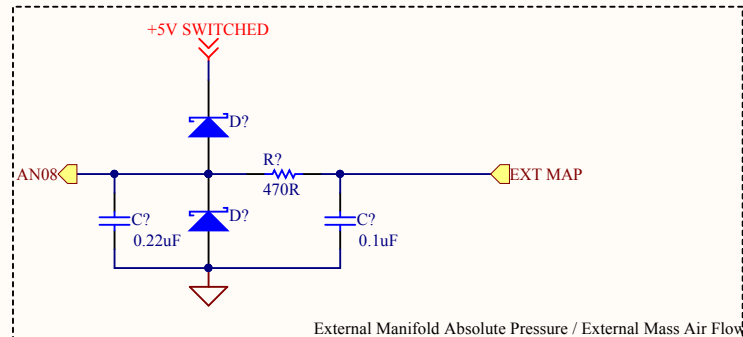 +5V SWITCHED
D?
AN08
R?
470R
EXT MAP
D?
C?
0.22uF
C?
0.1uF
External Manifold Absolute Pressure / External Mass Air Flow